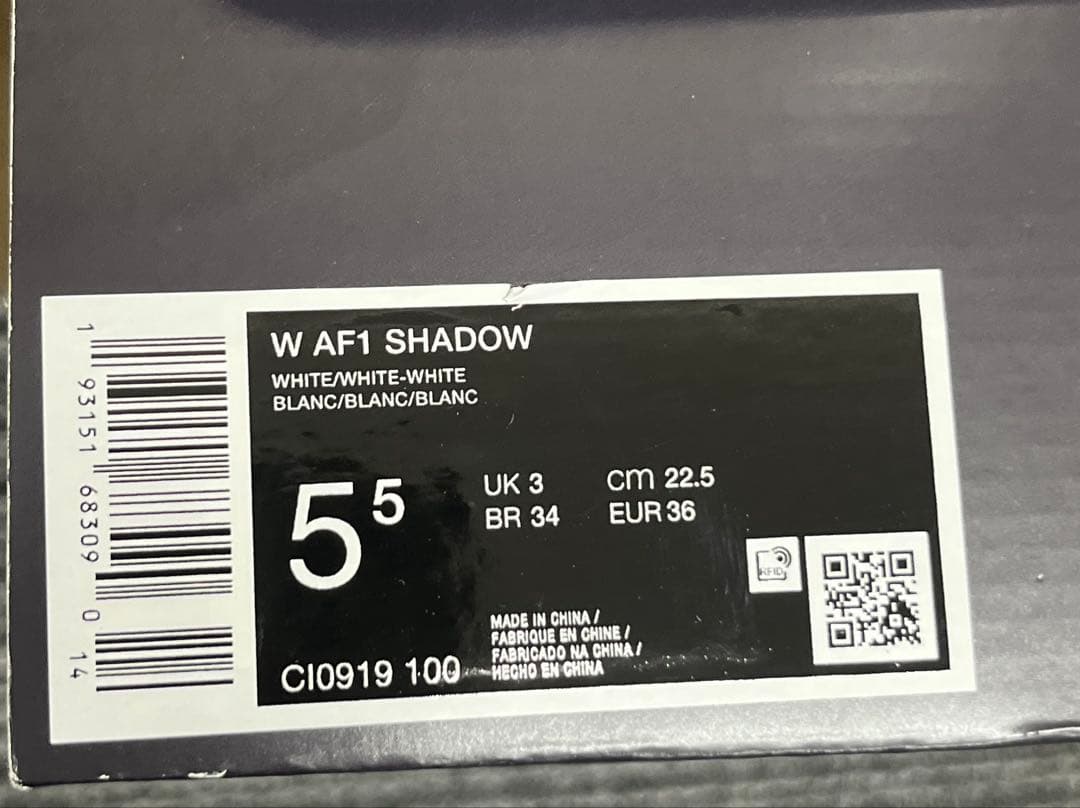 W AF1 SHADOW
WHITE/WHITE-WHITE
BLANC/BLANC/BLANC
5 5
UK 3 cm 22.5
BR 34 EUR 36
RFID
MADE IN CHINA /
FABRIQUE EN CHINE /
FABRICADO NA CHINA /
HECHO EN CHINA
CI0919 100
1 93151 68309 0 14